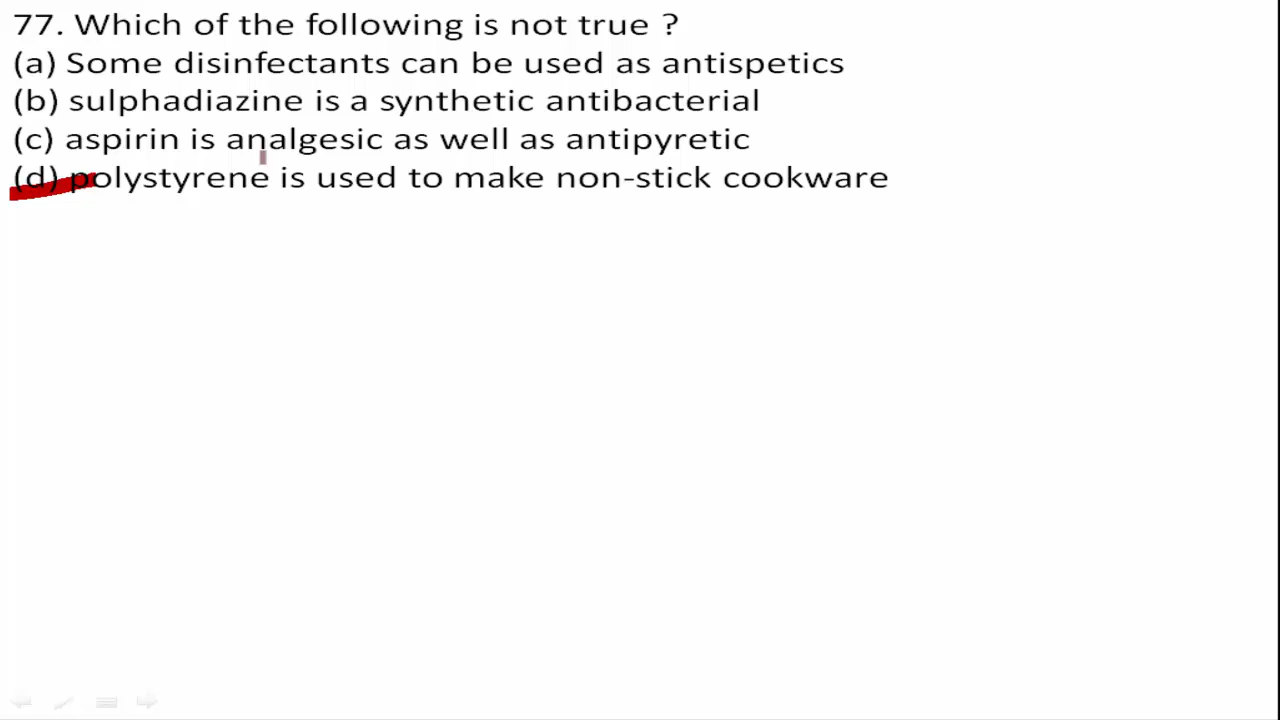 77. Which of the following is not true ?
(a) Some disinfectants can be used as antispetics
(b) sulphadiazine is a synthetic antibacterial
(c) aspirin is analgesic as well as antipyretic
(d) polystyrene is used to make non-stick cookware